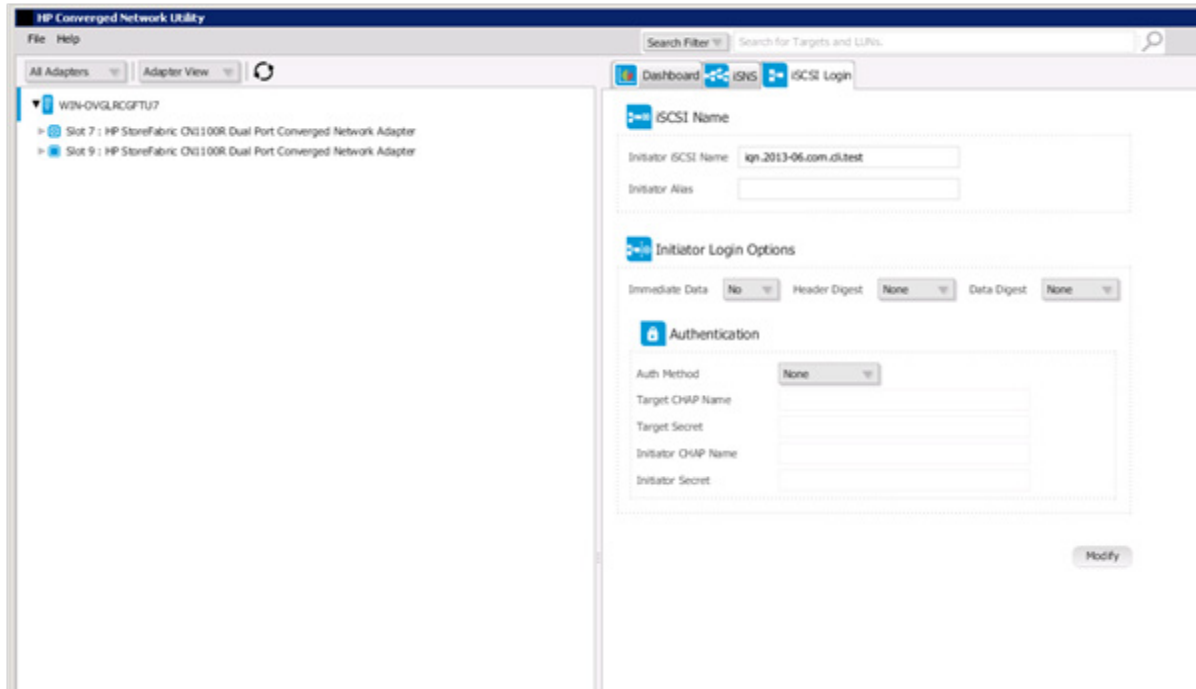 HP Converged Network Utility
File Help
Search Filter Search for Targets and LUNs.
All Adapters Adapter View
Dashboard iSNS iSCSI Login
WIN-OVGLRCGFTU7
Slot 7 : HP StoreFabric CN1100R Dual Port Converged Network Adapter
Slot 9 : HP StoreFabric CN1100R Dual Port Converged Network Adapter
iSCSI Name
Initiator iSCSI Name iqn.2013-06.com.cli.test
Initiator Alias
Initiator Login Options
Immediate Data No Header Digest None Data Digest None
Authentication
Auth Method None
Target CHAP Name
Target Secret
Initiator CHAP Name
Initiator Secret
Modify